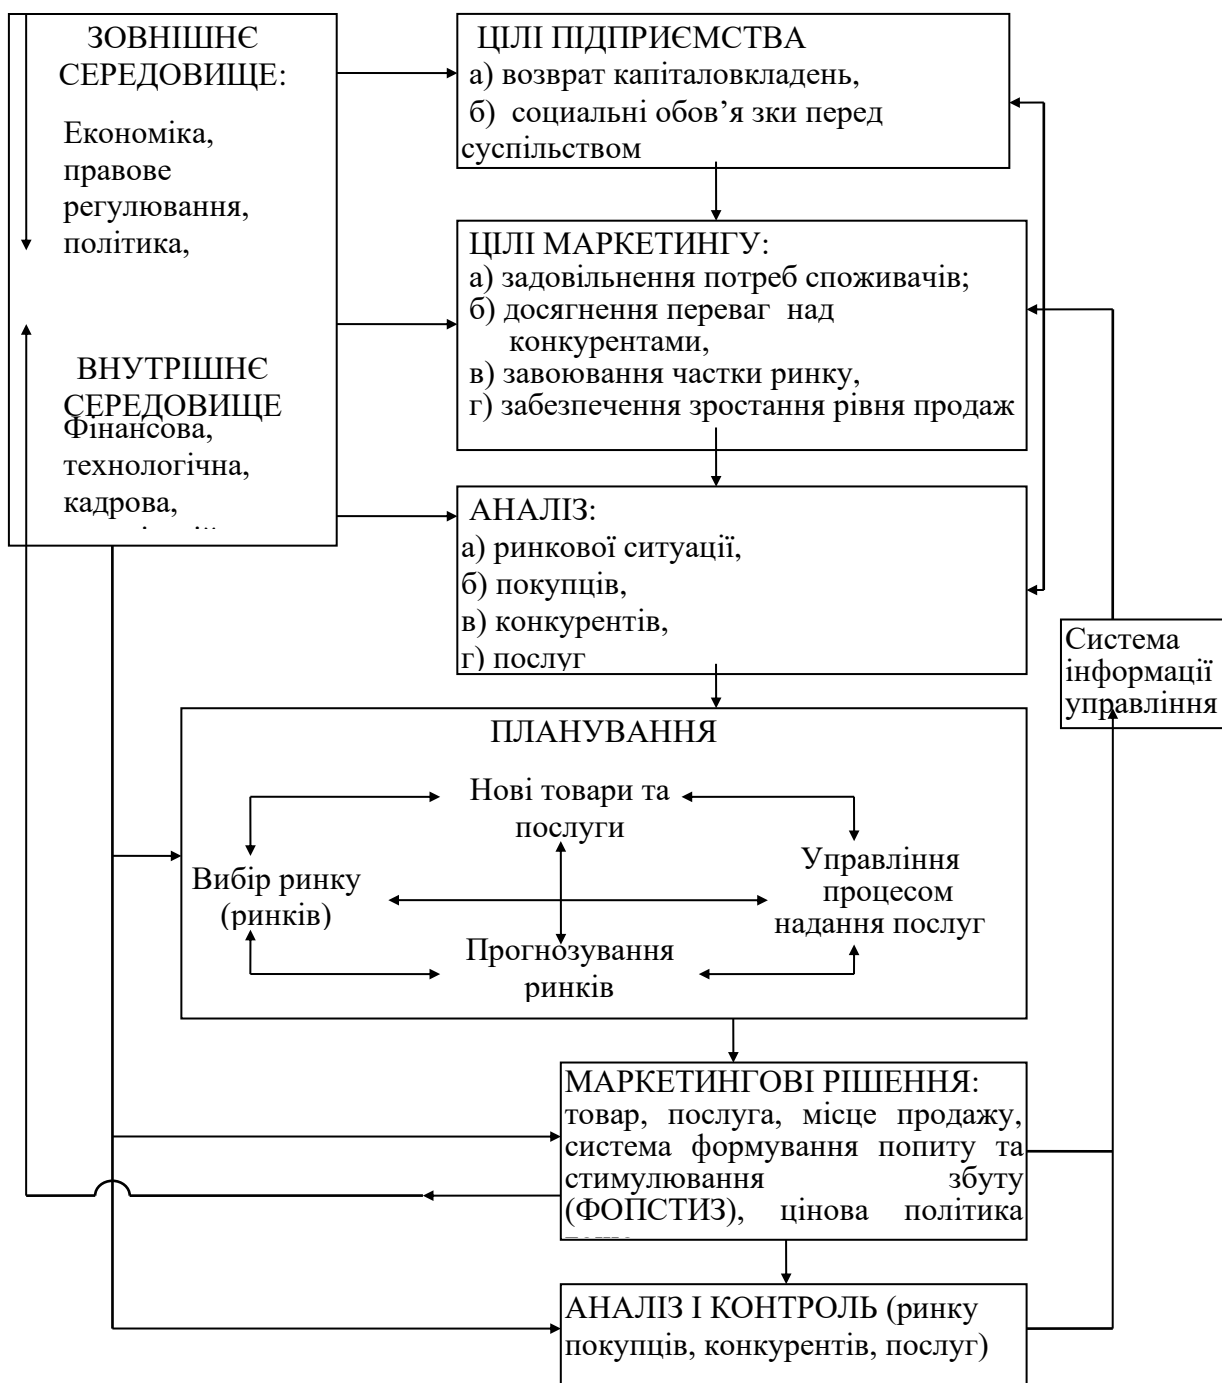 ЗОВНІШНЄ
СЕРЕДОВИЩЕ:
Економіка,
правове
регулювання,
політика,
ВНУТРІШНЄ
СЕРЕДОВИЩЕ
Фінансова,
технологічна,
кадрова,
ЦІЛІ ПІДПРИЄМСТВА
а) возврат капіталовкладень,
б) социальні обов’я зки перед
суспільством
ЦІЛІ МАРКЕТИНГУ:
а) задовільнення потреб споживачів;
б) досягнення переваг над
конкурентами,
в) завоювання частки ринку,
г) забезпечення зростання рівня продаж
АНАЛІЗ:
а) ринкової ситуації,
б) покупців,
в) конкурентів,
г) послуг
Система
інформації
управління
ПЛАНУВАННЯ
Нові товари та
послуги
Вибір ринку
(ринків)
Управління
процесом
надання послуг
Прогнозування
ринків
МАРКЕТИНГОВІ РІШЕННЯ:
товар, послуга, місце продажу,
система формування попиту та
стимулювання збуту
(ФОПСТИЗ), цінова політика
АНАЛІЗ І КОНТРОЛЬ (ринку
покупців, конкурентів, послуг)